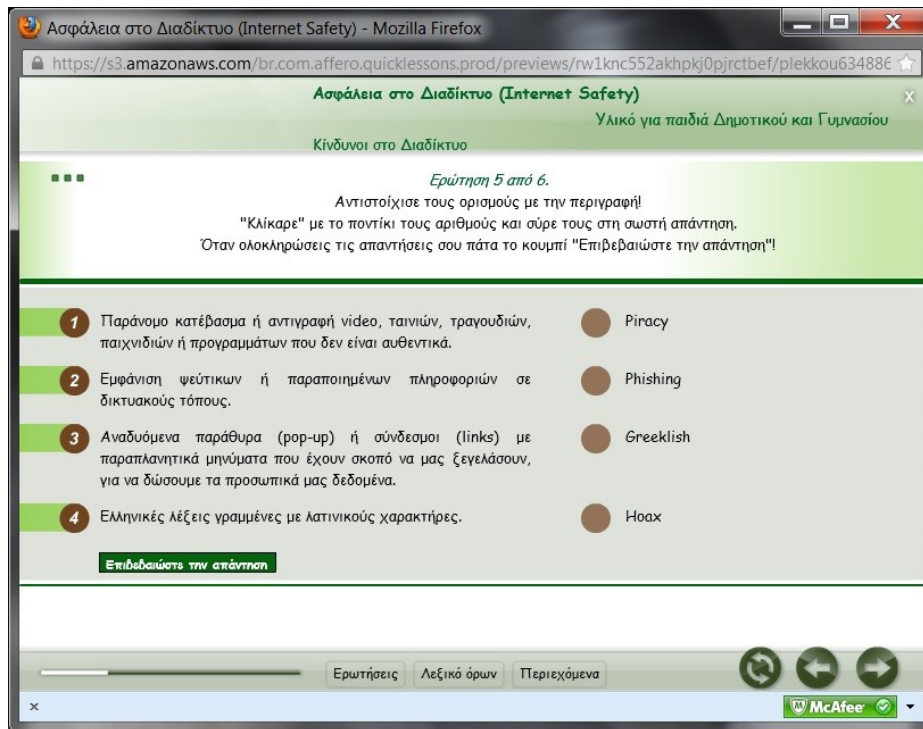 Ασφάλεια στο Διαδίκτυο (Internet Safety) - Mozilla Firefox
https://s3.amazonaws.com/br.com.affero.quicklessons.prod/previews/rw1knc552akhpkj0pjrctbef/plekkou634886
Ασφάλεια στο Διαδίκτυο (Internet Safety)
x
Υλικό για παιδιά Δημοτικού και Γυμνασίου
Κίνδυνοι στο Διαδίκτυο
Ερώτηση 5 από 6.
Αντιστοίχισε τους ορισμούς με την περιγραφή!
"Κλίκαρε" με το ποντίκι τους αριθμούς και σύρε τους στη σωστή απάντηση.
Όταν ολοκληρώσεις τις απαντήσεις σου πάτα το κουμπί "Επιβεβαιώστε την απάντηση"!
1 Παράνομο κατέβασμα ή αντιγραφή video, ταινιών, τραγουδιών, Piracy
παιχνιδιών ή προγραμμάτων που δεν είναι αυθεντικά.
2 Εμφάνιση ψεύτικων ή παραποιημένων πληροφοριών σε Phishing
δικτυακούς τόπους.
3 Αναδυόμενα παράθυρα (pop-up) ή σύνδεσμοι (links) με Greeklish
παραπλανητικά μηνύματα που έχουν σκοπό να μας ξεγελάσουν,
για να δώσουμε τα προσωπικά μας δεδομένα.
4 Ελληνικές λέξεις γραμμένες με λατινικούς χαρακτήρες. Hoax
Επιβεβαιώστε την απάντηση
Ερωτήσεις Λεξικό όρων Περιεχόμενα
x McAfee